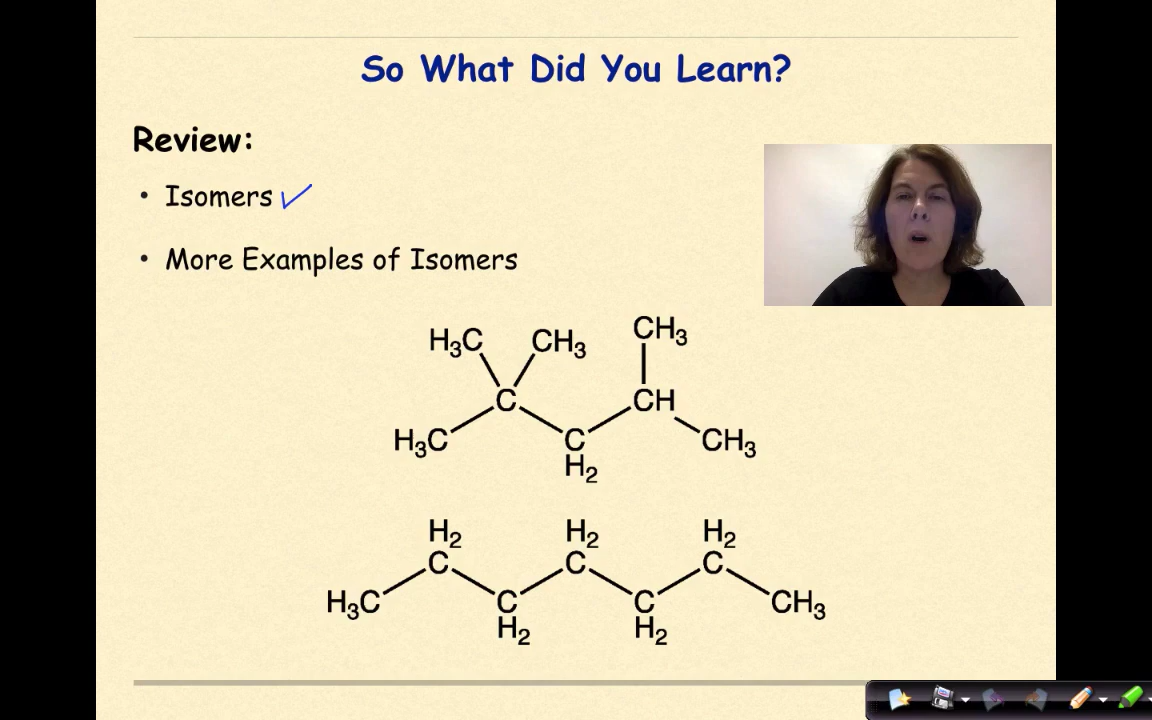 So What Did You Learn?
Review:
• Isomers ✓
• More Examples of Isomers
CH₃
H₃C CH₃
C CH
H₃C C CH₃
H₂
H₂ H₂ H₂
C C C
H₃C C C CH₃
H₂ H₂